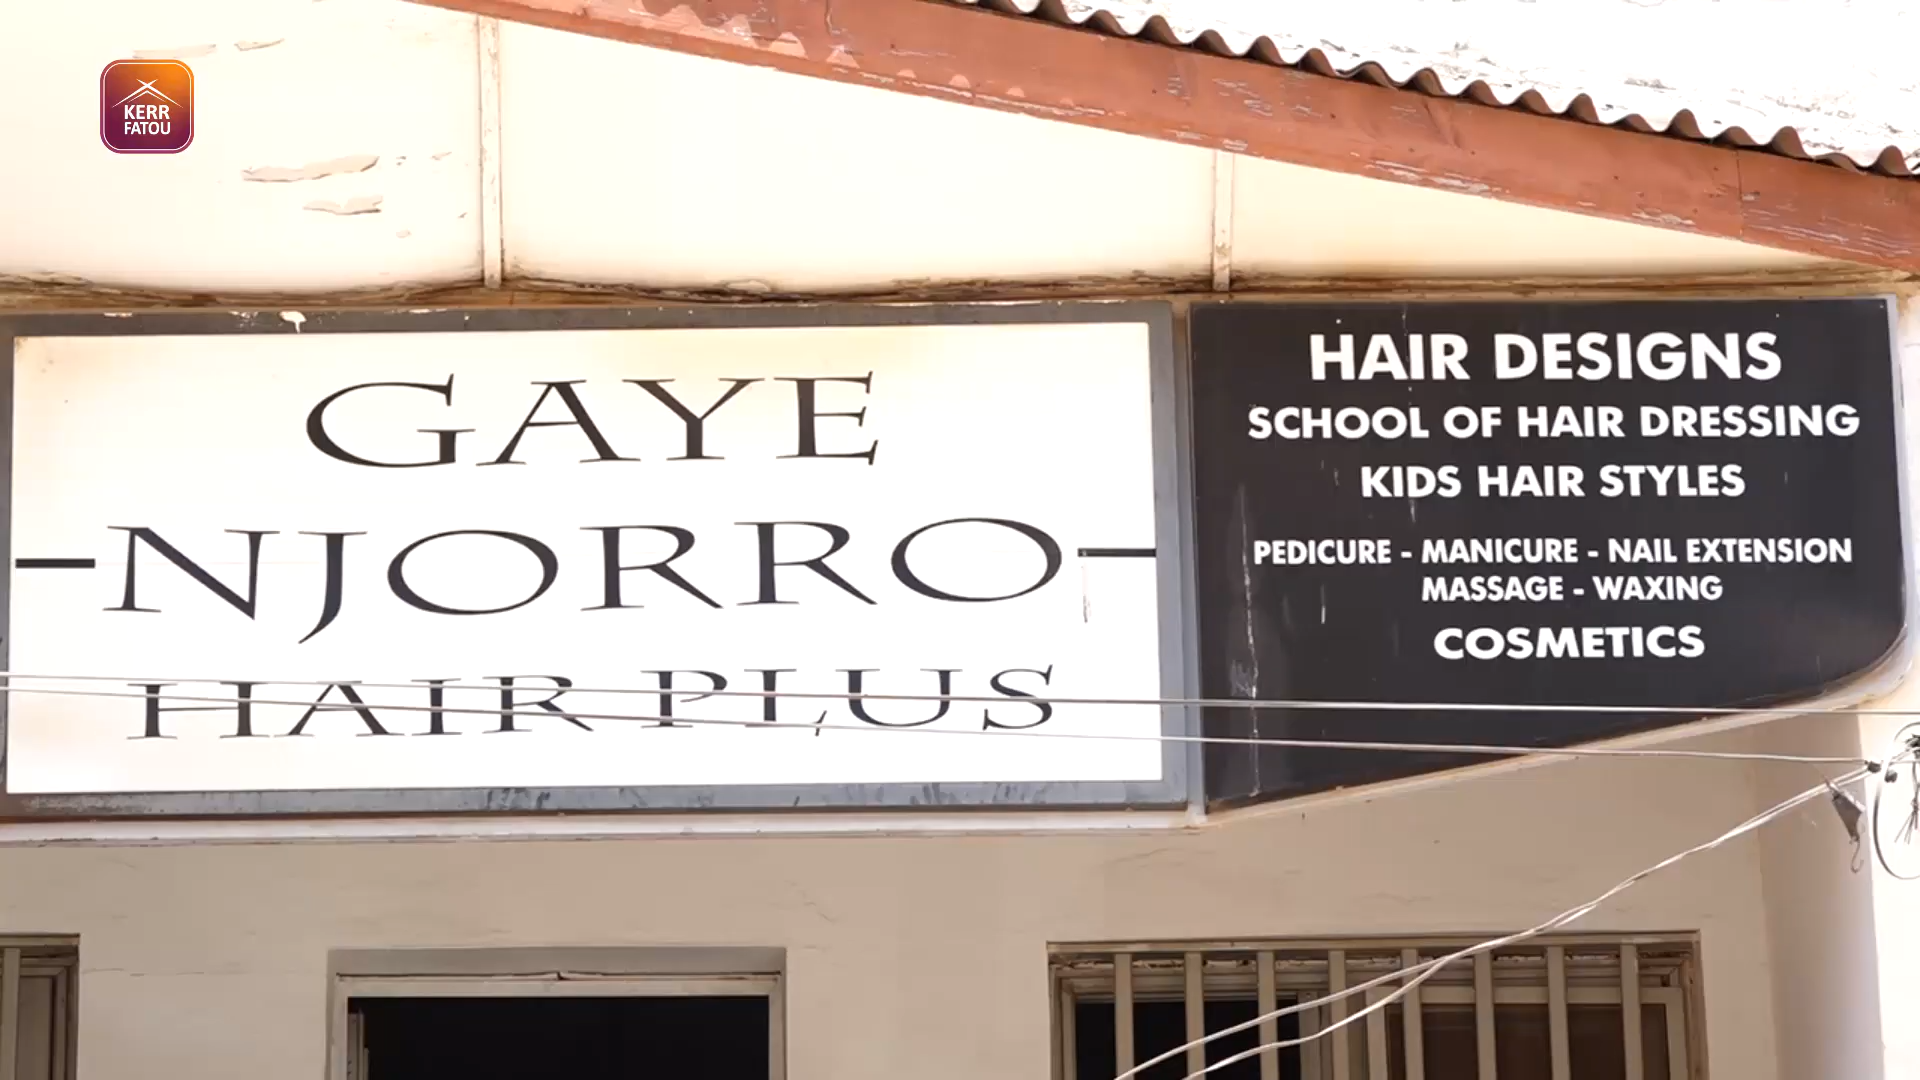 KERR
FATOU
GAYE
NJORRO
HAIR PLUS
HAIR DESIGNS
SCHOOL OF HAIR DRESSING
KIDS HAIR STYLES
PEDICURE - MANICURE - NAIL EXTENSION
MASSAGE - WAXING
COSMETICS